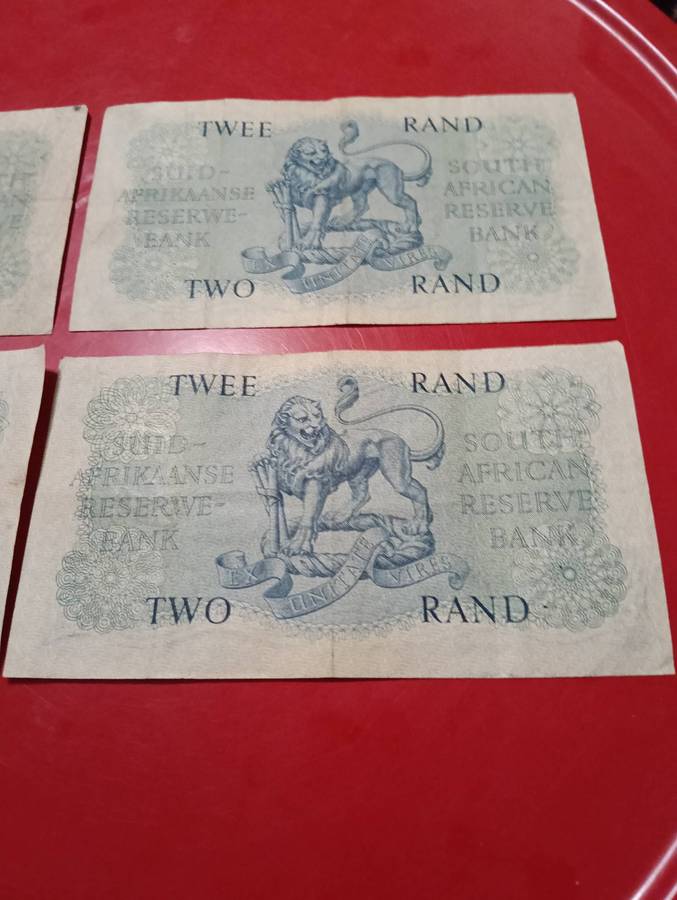 TWEE RAND
SUID-
AFRIKAANSE
RESERWE-
BANK
SOUTH
AFRICAN
RESERVE
BANK
EX UNITATE VIRES
TWO RAND
TWEE RAND
SUID-
AFRIKAANSE
RESERWE-
BANK
SOUTH
AFRICAN
RESERVE
BANK
EX UNITATE VIRES
TWO RAND